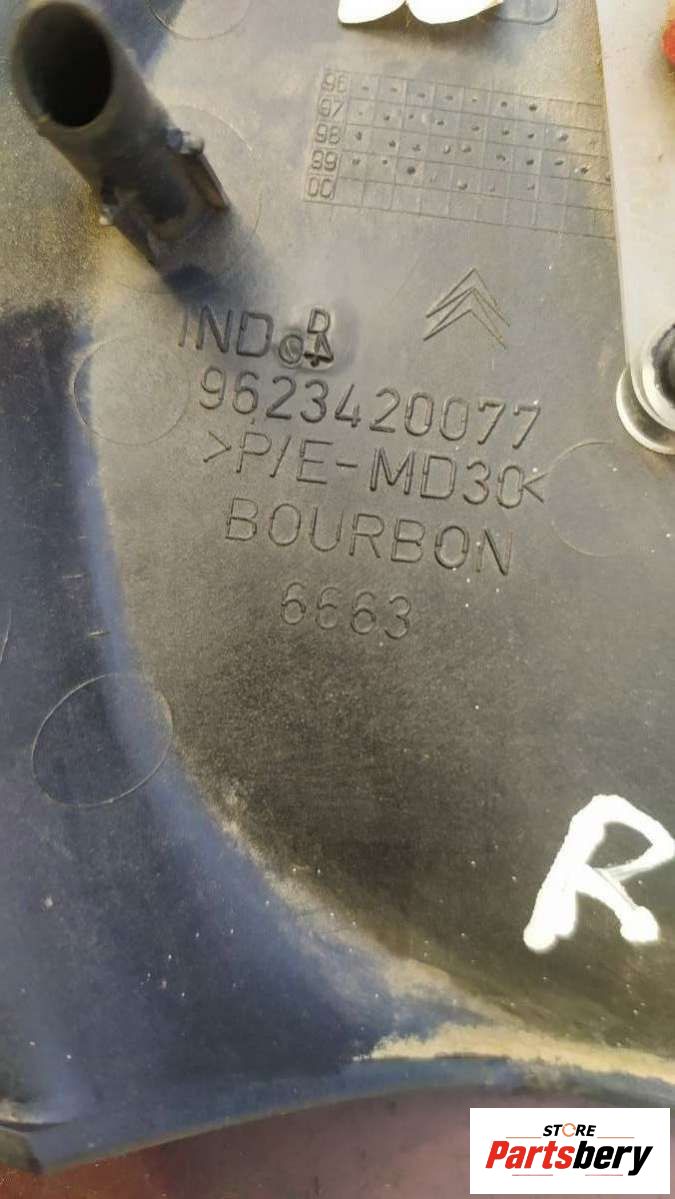 96
97
98
99
00
IND
9623420077
>P/E-MD30<
BOURBON
6663
R
STORE
Partsbery